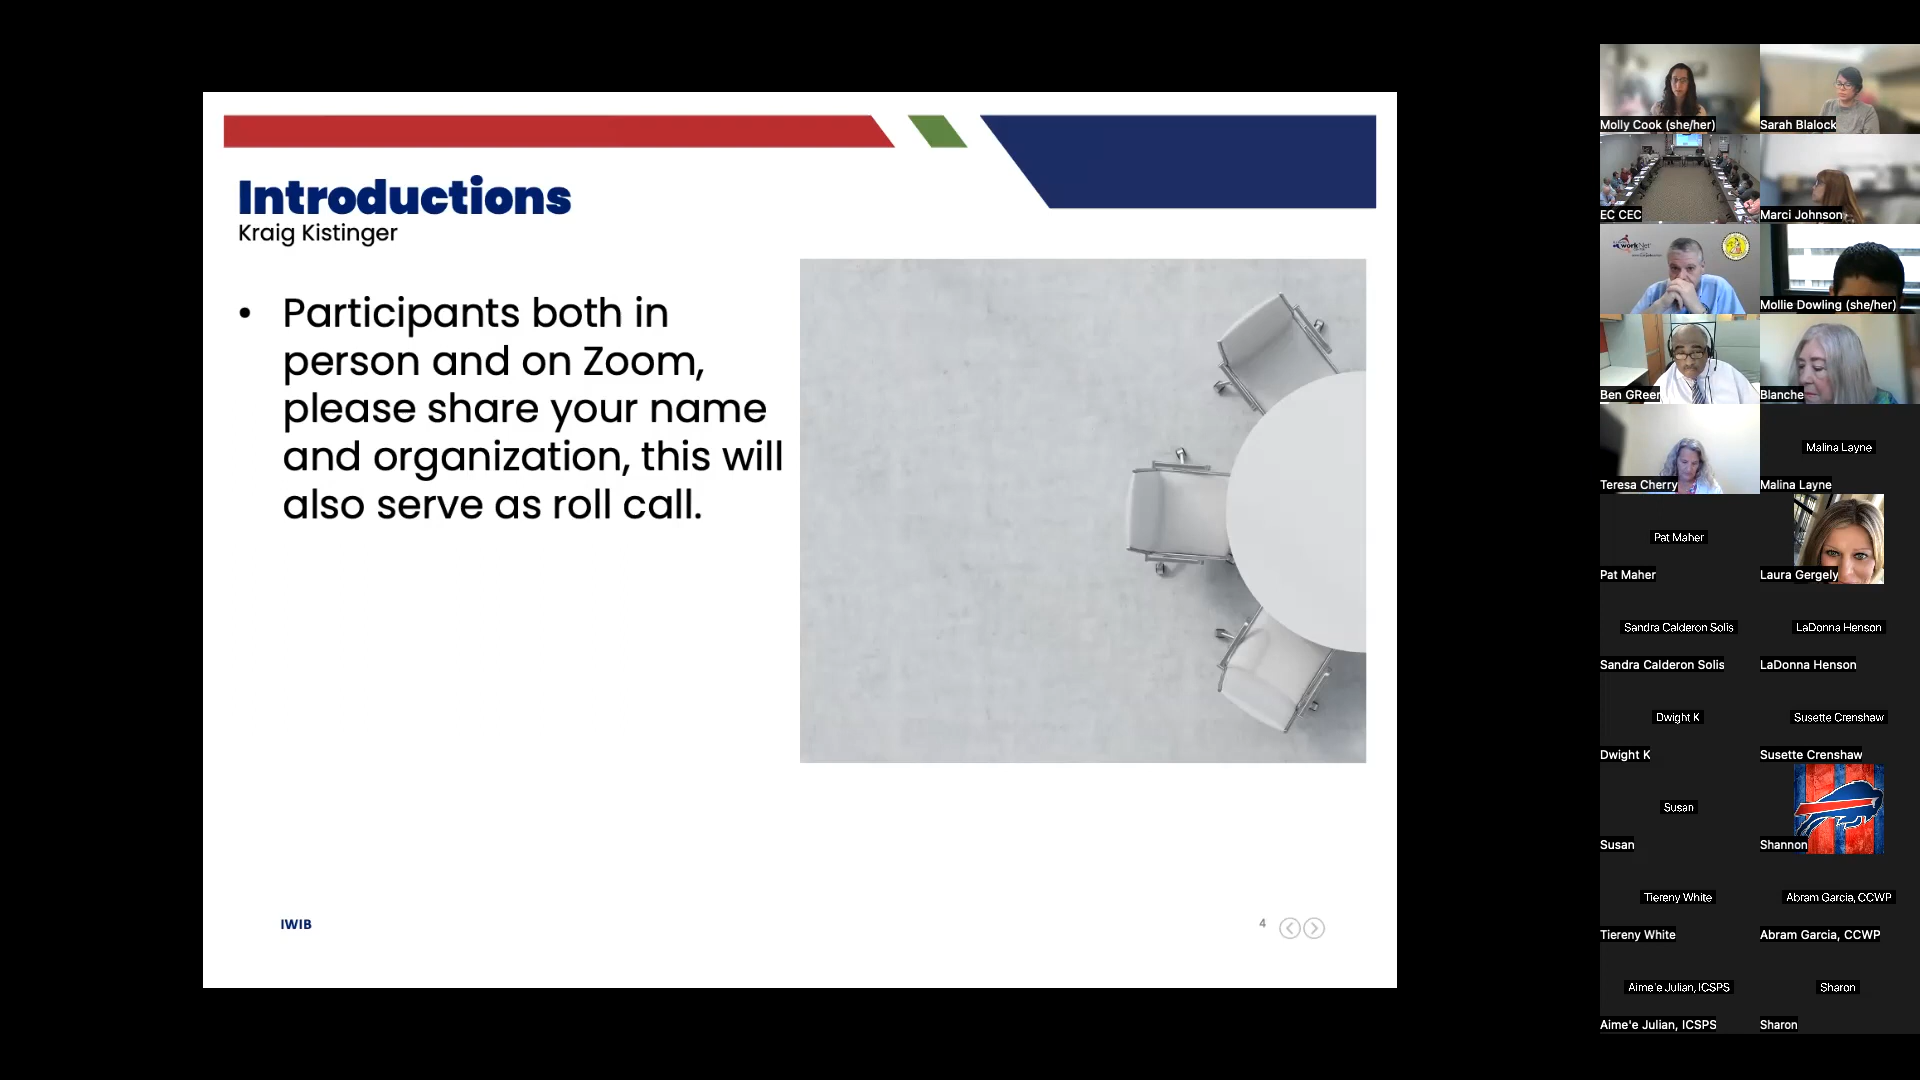 Introductions
Kraig Kistinger
• Participants both in
person and on Zoom,
please share your name
and organization, this will
also serve as roll call.
IWIB
4
Molly Cook (she/her)
Sarah Blalock
EC CEC
Marci Johnson
workNet
Mollie Dowling (she/her)
Ben GReer
Blanche
Teresa Cherry
Malina Layne
Malina Layne
Pat Maher
Pat Maher
Laura Gergely
Sandra Calderon Solis
Sandra Calderon Solis
LaDonna Henson
LaDonna Henson
Dwight K
Dwight K
Susette Crenshaw
Susette Crenshaw
Susan
Susan
Shannon
Tiereny White
Tiereny White
Abram Garcia, CCWP
Abram Garcia, CCWP
Aime'e Julian, ICSPS
Aime'e Julian, ICSPS
Sharon
Sharon